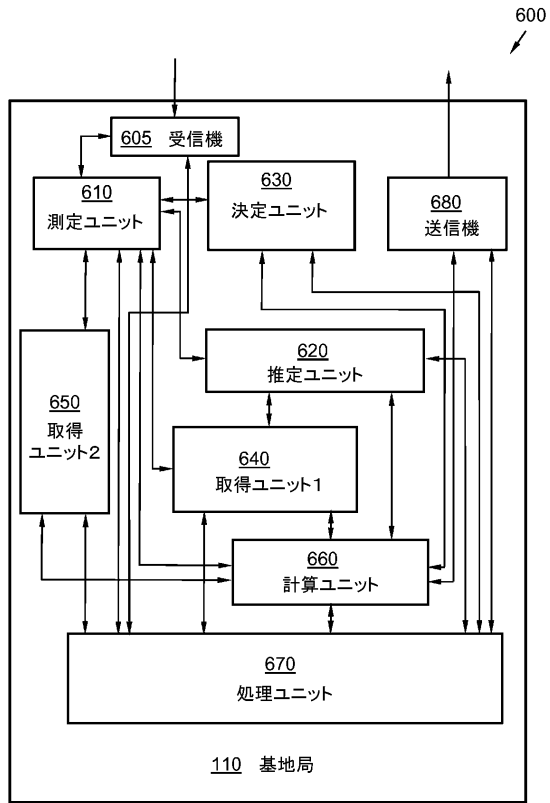 600
605 受信機
610
測定ユニット
630
決定ユニット
680
送信機
620
推定ユニット
650
取得
ユニット2
640
取得ユニット1
660
計算ユニット
670
処理ユニット
110 基地局